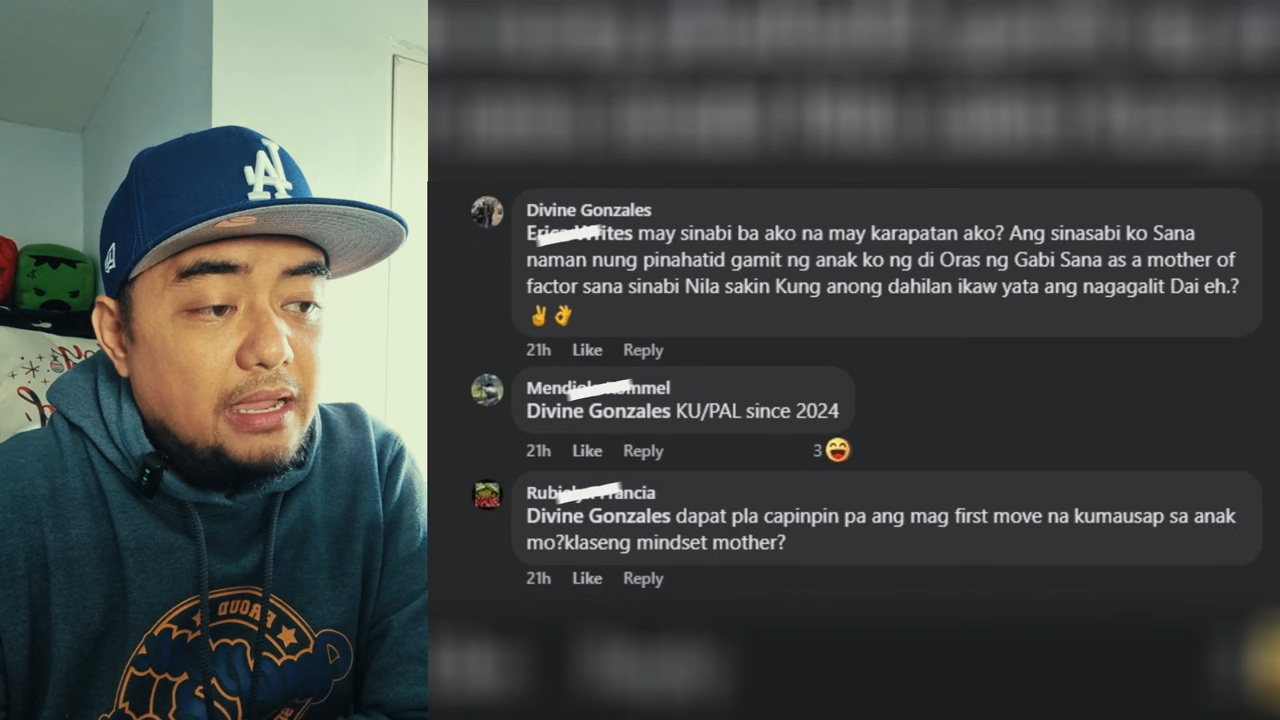 LA
PROUD
Divine Gonzales
may sinabi ba ako na may karapatan ako? Ang sinasabi ko Sana
naman nung pinahatid gamit ng anak ko ng di Oras ng Gabi Sana as a mother of
factor sana sinabi Nila sakin Kung anong dahilan ikaw yata ang nagagalit Dai eh.?
✌️👌
21h Like Reply
Divine Gonzales KU/PAL since 2024
21h Like Reply 3
Divine Gonzales dapat pla capinpin pa ang mag first move na kumausap sa anak
mo?klaseng mindset mother?
21h Like Reply